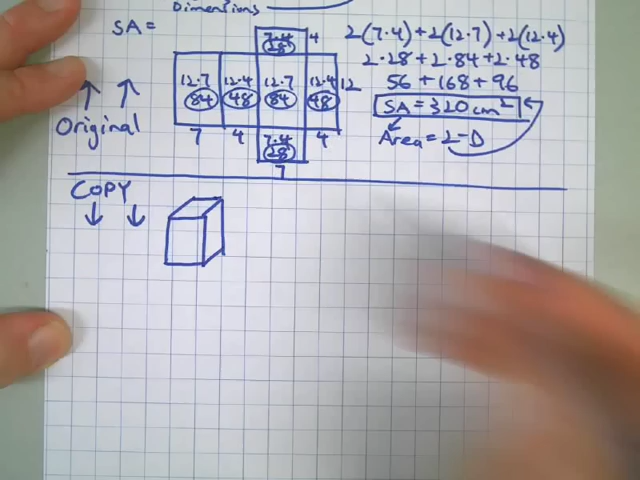 Dimensions
SA =
7.4
28
4
12.7
84
12.4
48
12.7
84
12.4
48
12
7
4
7.4
28
4
7
Original
2(7.4)+2(12.7)+2(12.4)
2.28+2.84+2.48
56 +168+ 96
SA = 320 cm²
Area = 2-D
COPY